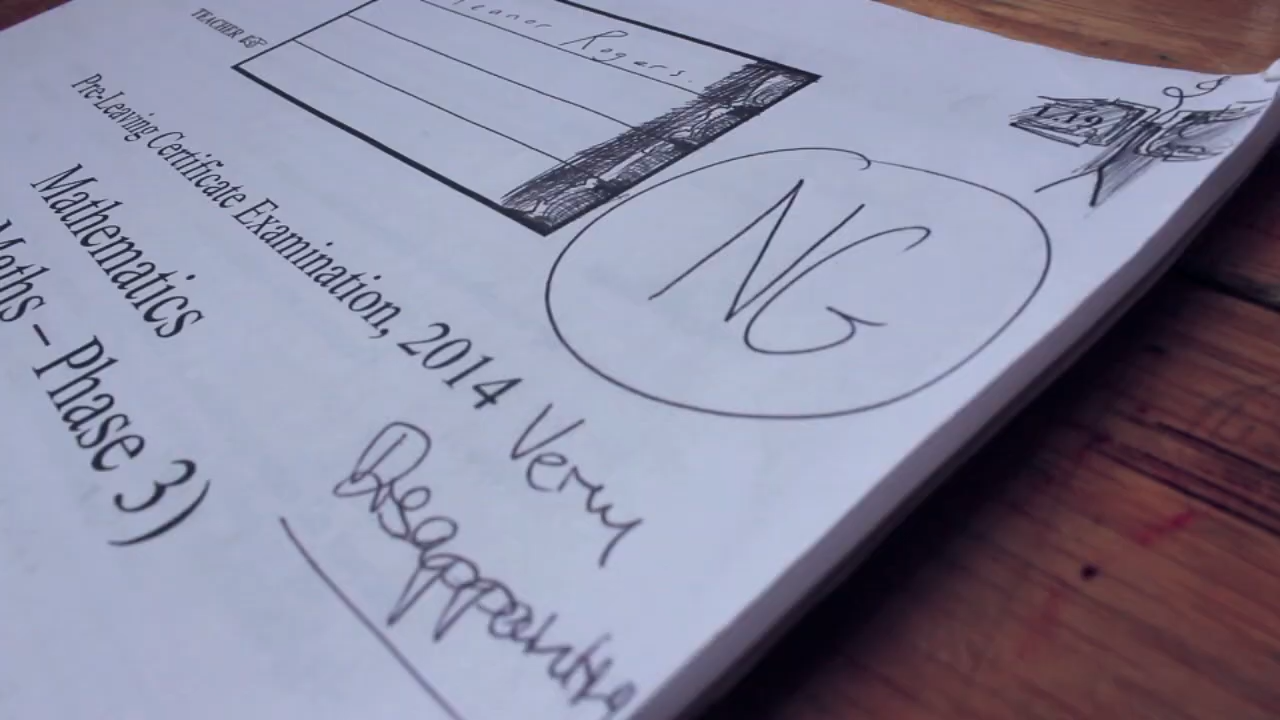 Rogers.
TEACHER
Pre-Leaving Certificate Examination, 2014
Mathematics
Maths – Phase 3)
NG
Very
Disappointing